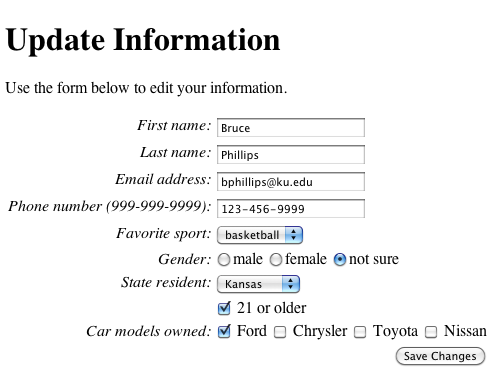 Update Information
Use the form below to edit your information.
First name: Bruce
Last name: Phillips
Email address: bphillips@ku.edu
Phone number (999-999-9999): 123-456-9999
Favorite sport: basketball
Gender: male female not sure
State resident: Kansas
21 or older
Car models owned: Ford Chrysler Toyota Nissan
Save Changes